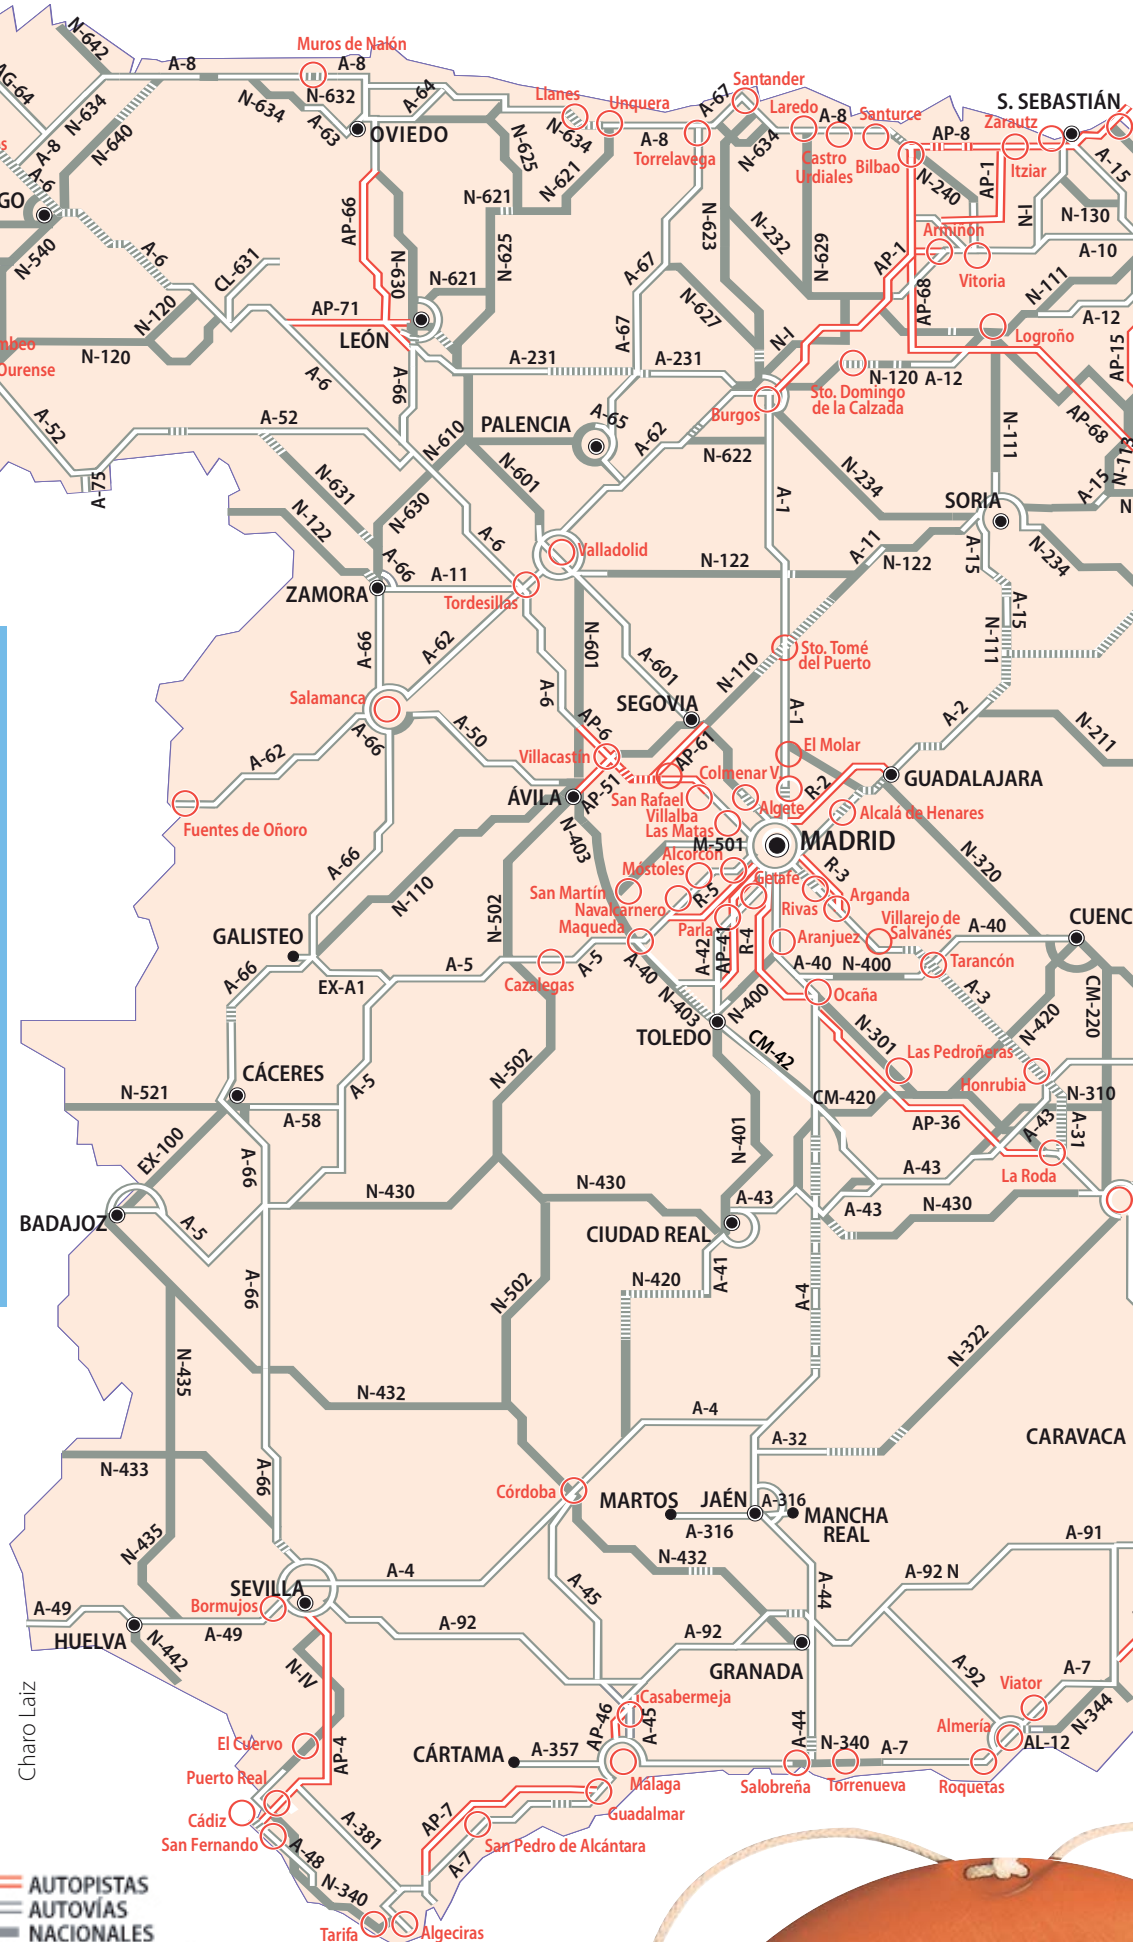 N-642
AG-64
A-8
Muros de Nalón
A-8
N-634
N-634
N-632
A-64
A-63
OVIEDO
N-640
A-8
A-6
GO
N-540
Llanes
Unquera
N-634
A-8
Torrelavega
A-67
Santander
N-634
Laredo
A-8
Castro
Urdiales
Santurce
Bilbao
AP-8
S. SEBASTIÁN
Zarautz
Itziar
A-15
N-240
AP-1
N-I
N-130
N-625
N-621
N-621
N-625
AP-66
N-630
N-621
A-6
CL-631
N-120
N-120
AP-71
LEÓN
mbeo
Ourense
A-67
A-67
N-623
N-232
N-629
N-627
AP-1
Armiñón
Vitoria
A-10
N-111
A-12
AP-68
Logroño
AP-15
N-I
A-231
A-231
A-6
A-66
N-120
A-12
Sto. Domingo
de la Calzada
Burgos
AP-68
N-111
N-113
A-52
A-52
A-75
PALENCIA
A-65
A-62
N-622
N-610
N-601
N-631
N-630
N-122
A-66
A-11
ZAMORA
A-6
Valladolid
Tordesillas
N-122
A-1
N-234
SORIA
A-15
N-
A-11
N-122
A-15
N-234
A-15
N-111
A-66
A-62
N-601
A-601
A-6
N-110
Sto. Tomé
del Puerto
Salamanca
A-66
A-50
A-62
Fuentes de Oñoro
SEGOVIA
AP-6
AP-61
Villacastín
AP-51
ÁVILA
A-1
A-2
N-211
El Molar
Colmenar V
R-2
GUADALAJARA
San Rafael
Algete
Alcalá de Henares
Villalba
Las Matas
MADRID
M-501
N-403
Alcorcón
Móstoles
Getafe
R-3
N-320
R-5
San Martín
Navalcarnero
Maqueda
Rivas
Arganda
Parla
R-4
Aranjuez
Villarejo de
Salvanés
A-40
CUENC
Tarancón
A-66
N-110
N-502
GALISTEO
A-66
EX-A1
A-5
Cazalegas
A-5
A-40
A-42
AP-41
N-403
N-400
A-40
N-400
Ocaña
A-3
N-420
CM-220
TOLEDO
CM-42
N-301
Las Pedroñeras
Honrubia
N-310
CÁCERES
N-521
A-58
A-5
N-502
N-401
CM-420
AP-36
A-43
A-31
La Roda
EX-100
A-66
N-430
N-430
A-43
A-43
A-43
N-430
BADAJOZ
A-5
CIUDAD REAL
A-41
N-420
A-4
A-66
N-502
N-322
N-435
N-432
A-4
A-32
CARAVACA
N-433
A-66
Córdoba
MARTOS
JAÉN
A-316
MANCHA
REAL
A-316
N-435
N-432
A-91
A-4
A-45
A-44
A-92 N
SEVILLA
Bormujos
A-49
HUELVA
A-49
N-442
A-92
A-92
GRANADA
A-92
N-IV
Casabermeja
AP-46
A-45
A-44
A-7
Viator
Almería
N-344
AL-12
El Cuervo
AP-4
CÁRTAMA
A-357
Málaga
N-340
A-7
Salobreña
Torrenueva
Roquetas
Puerto Real
Cádiz
San Fernando
A-381
AP-7
Guadalmar
San Pedro de Alcántara
A-7
A-48
N-340
Tarifa
Algeciras
Charo Laiz
AUTOPISTAS
AUTOVÍAS
NACIONALES